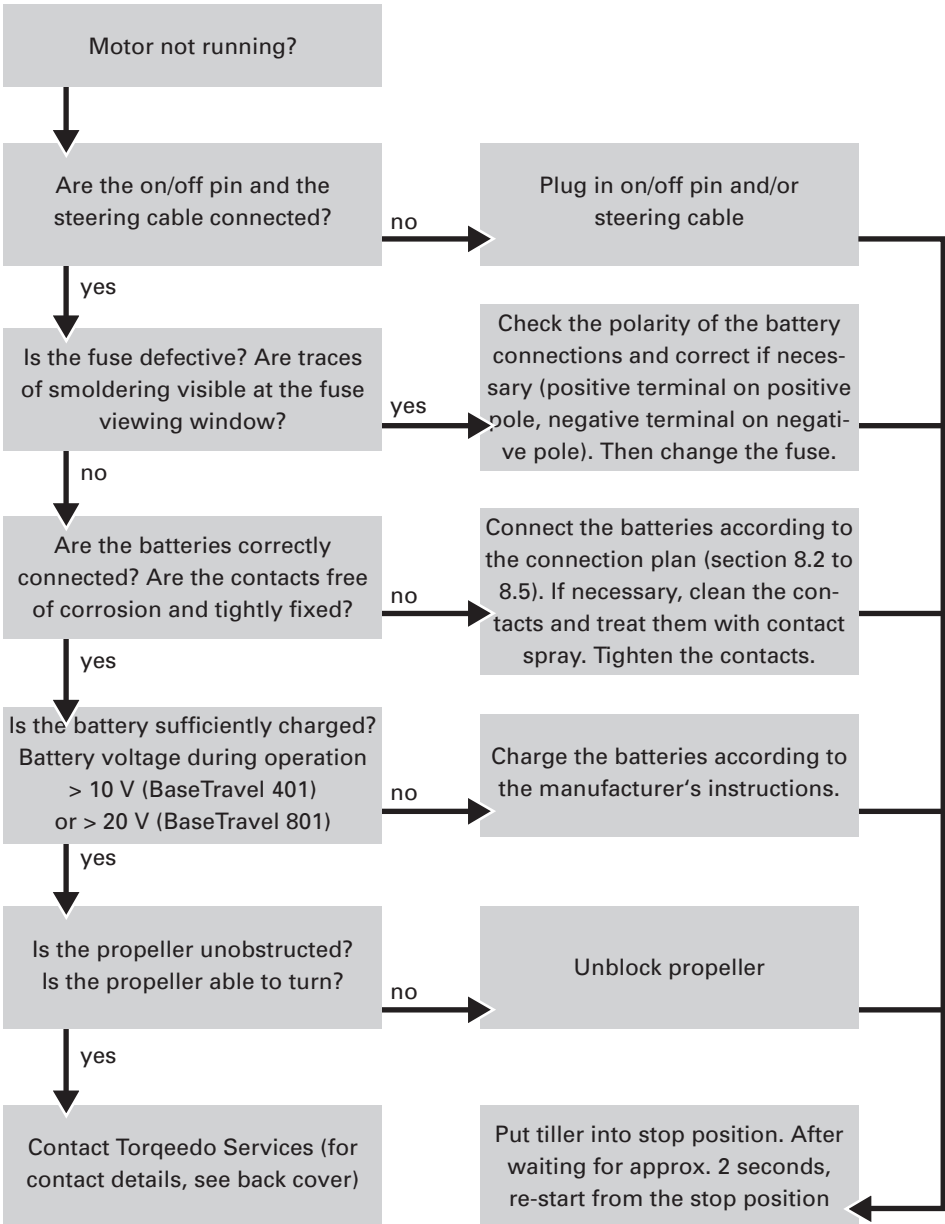 Motor not running?
Are the on/off pin and the
steering cable connected?
no
Plug in on/off pin and/or
steering cable
yes
Is the fuse defective? Are traces
of smoldering visible at the fuse
viewing window?
yes
Check the polarity of the battery
connections and correct if neces-
sary (positive terminal on positive
pole, negative terminal on negati-
ve pole). Then change the fuse.
no
Are the batteries correctly
connected? Are the contacts free
of corrosion and tightly fixed?
no
Connect the batteries according to
the connection plan (section 8.2 to
8.5). If necessary, clean the con-
tacts and treat them with contact
spray. Tighten the contacts.
yes
Is the battery sufficiently charged?
Battery voltage during operation
> 10 V (BaseTravel 401)
or > 20 V (BaseTravel 801)
no
Charge the batteries according to
the manufacturer's instructions.
yes
Is the propeller unobstructed?
Is the propeller able to turn?
no
Unblock propeller
yes
Contact Torqeedo Services (for
contact details, see back cover)
Put tiller into stop position. After
waiting for approx. 2 seconds,
re-start from the stop position